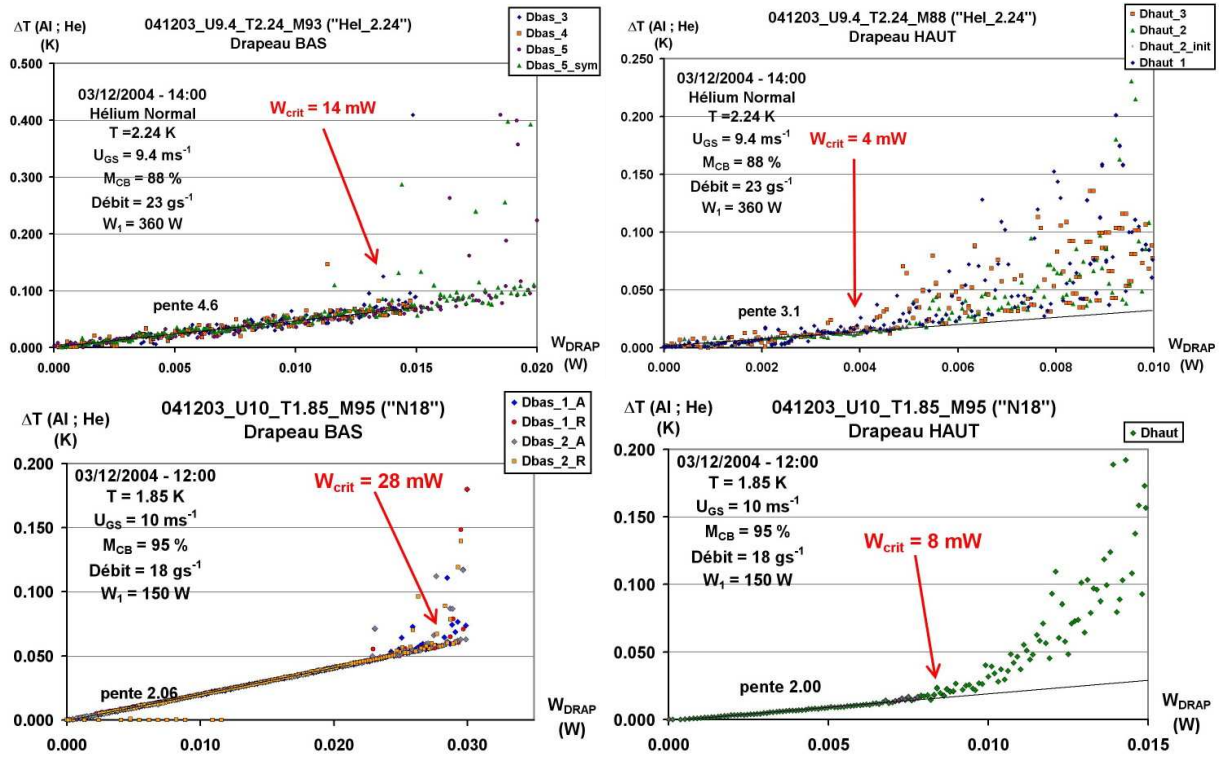 ΔT (Al ; He)
(K)
041203_U9.4_T2.24_M93 ("HeI_2.24")
Drapeau BAS
Dbas_3
Dbas_4
Dbas_5
Dbas_5_sym
0.500
0.400
0.300
0.200
0.100
0.000
03/12/2004 - 14:00
Hélium Normal
T =2.24 K
U_GS = 9.4 ms⁻¹
M_CB = 88 %
Débit = 23 gs⁻¹
W₁ = 360 W
W_crit = 14 mW
pente 4.6
0.000
0.005
0.010
0.015
0.020
W_DRAP
(W)
ΔT (Al ; He)
(K)
041203_U9.4_T2.24_M88 ("HeI_2.24")
Drapeau HAUT
Dhaut_3
Dhaut_2
Dhaut_2_init
Dhaut_1
0.250
0.200
0.150
0.100
0.050
0.000
03/12/2004 - 14:00
Hélium Normal
T =2.24 K
U_GS = 9.4 ms⁻¹
M_CB = 88 %
Débit = 23 gs⁻¹
W₁ = 360 W
W_crit = 4 mW
pente 3.1
0.000
0.002
0.004
0.006
0.008
0.010
W_DRAP
(W)
ΔT (Al ; He)
(K)
041203_U10_T1.85_M95 ("N18")
Drapeau BAS
Dbas_1_A
Dbas_1_R
Dbas_2_A
Dbas_2_R
0.200
0.150
0.100
0.050
0.000
03/12/2004 - 12:00
T = 1.85 K
U_GS = 10 ms⁻¹
M_CB = 95 %
Débit = 18 gs⁻¹
W₁ = 150 W
W_crit = 28 mW
pente 2.06
0.000
0.010
0.020
0.030
W_DRAP
(W)
ΔT (Al ; He)
(K)
041203_U10_T1.85_M95 ("N18")
Drapeau HAUT
Dhaut
0.200
0.150
0.100
0.050
0.000
03/12/2004 - 12:00
T = 1.85 K
U_GS = 10 ms⁻¹
M_CB = 95 %
Débit = 18 gs⁻¹
W₁ = 150 W
W_crit = 8 mW
pente 2.00
0.000
0.005
0.010
0.015
W_DRAP
(W)